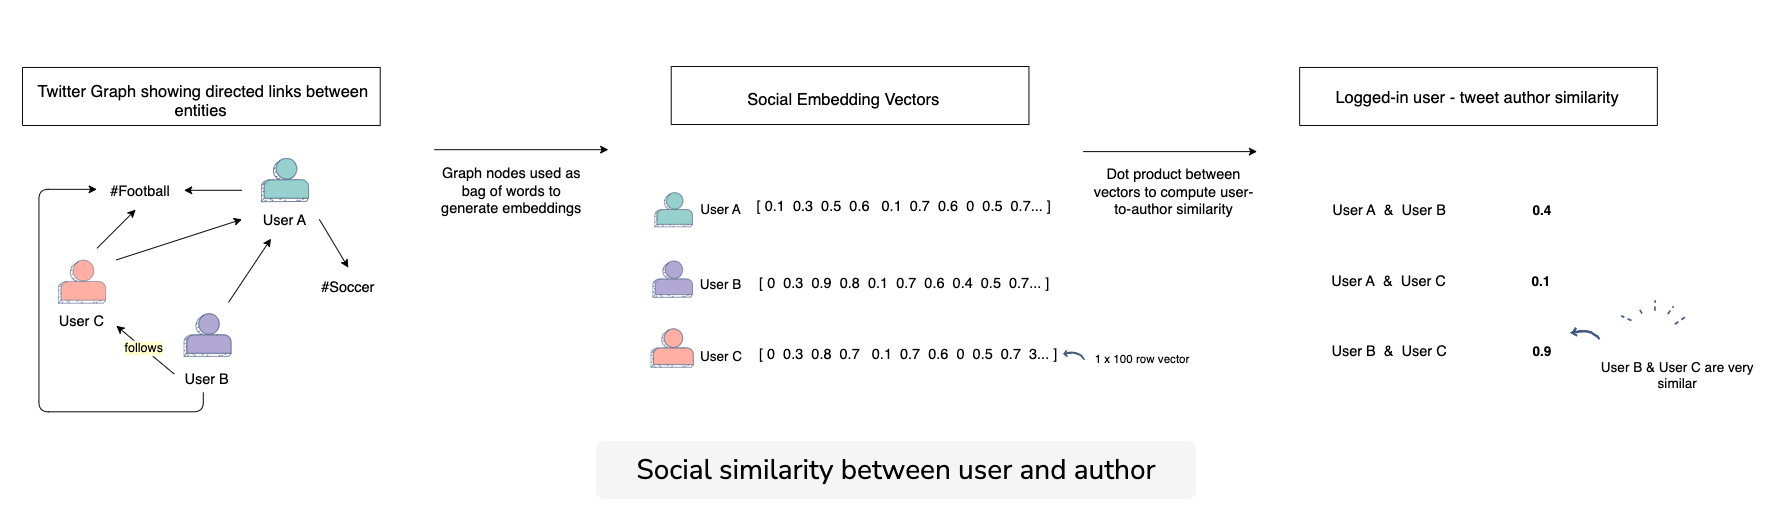 Twitter Graph showing directed links between
entities
#Football
User A
#Soccer
User C
follows
User B
Graph nodes used as
bag of words to
generate embeddings
Social Embedding Vectors
User A [ 0.1 0.3 0.5 0.6 0.1 0.7 0.6 0 0.5 0.7... ]
User B [ 0 0.3 0.9 0.8 0.1 0.7 0.6 0.4 0.5 0.7... ]
User C [ 0 0.3 0.8 0.7 0.1 0.7 0.6 0 0.5 0.7 3... ]
1 x 100 row vector
Dot product between
vectors to compute user-
to-author similarity
Logged-in user - tweet author similarity
User A & User B 0.4
User A & User C 0.1
User B & User C 0.9
User B & User C are very
similar
Social similarity between user and author